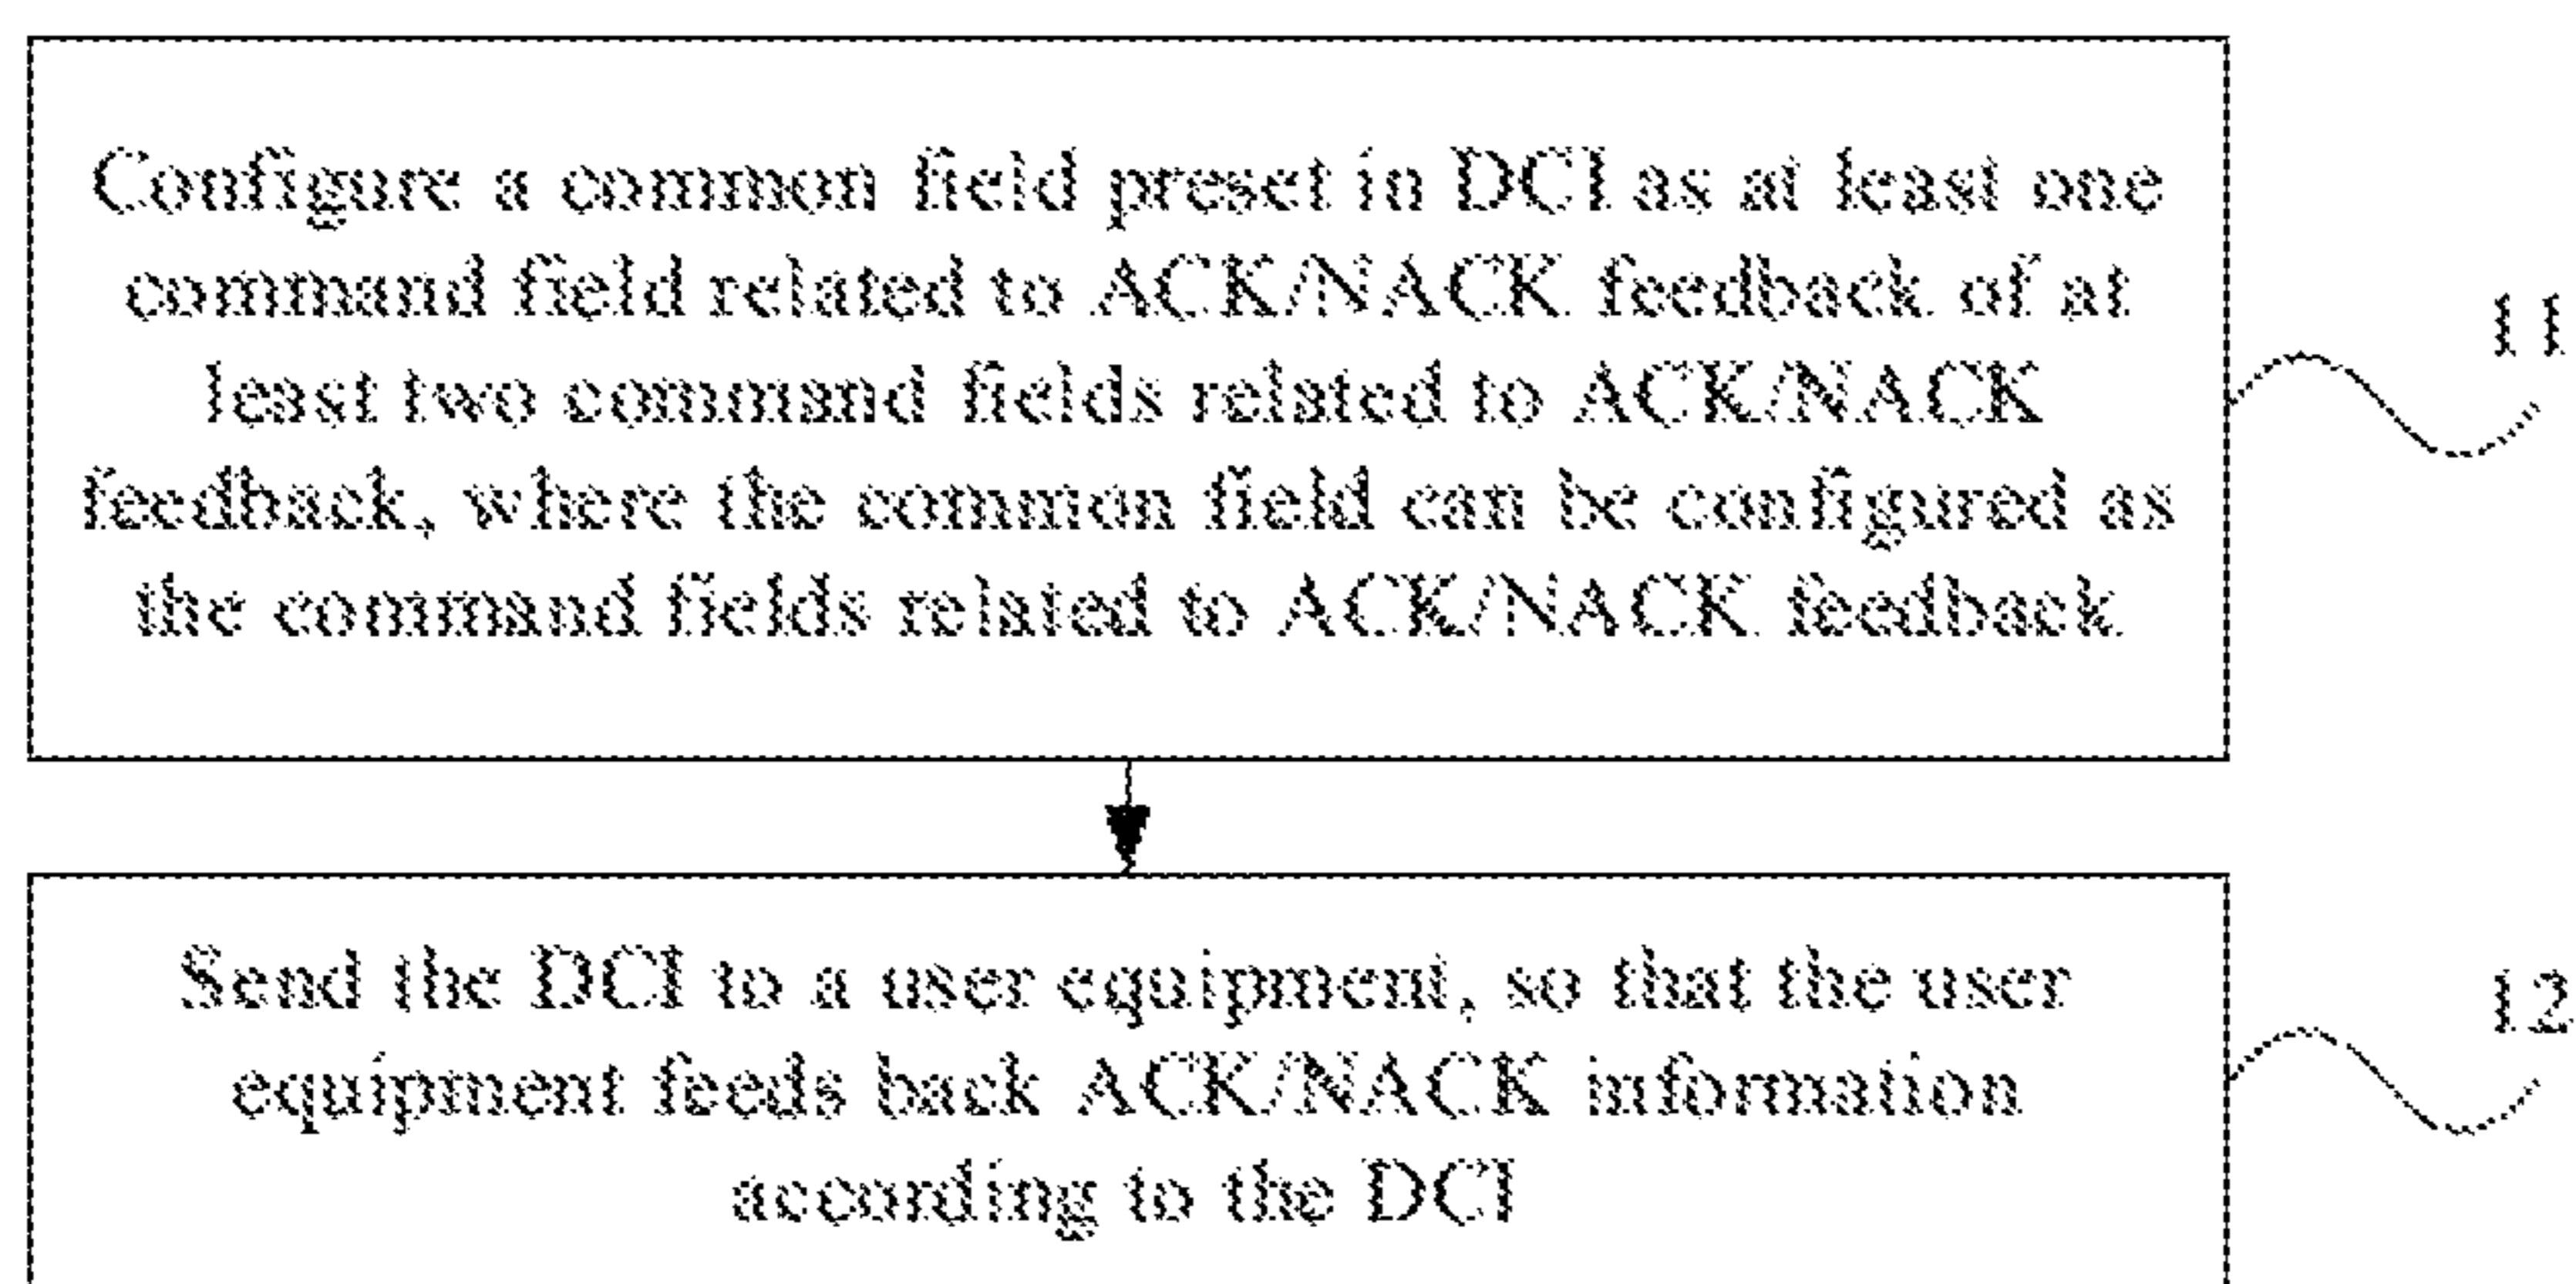 Configure a common field preset in DCI as at least one
command field related to ACK/NACK feedback of at
least two command fields related to ACK/NACK
feedback, where the common field can be configured as
the command fields related to ACK/NACK feedback
11
Send the DCI to a user equipment, so that the user
equipment feeds back ACK/NACK information
according to the DCI
12